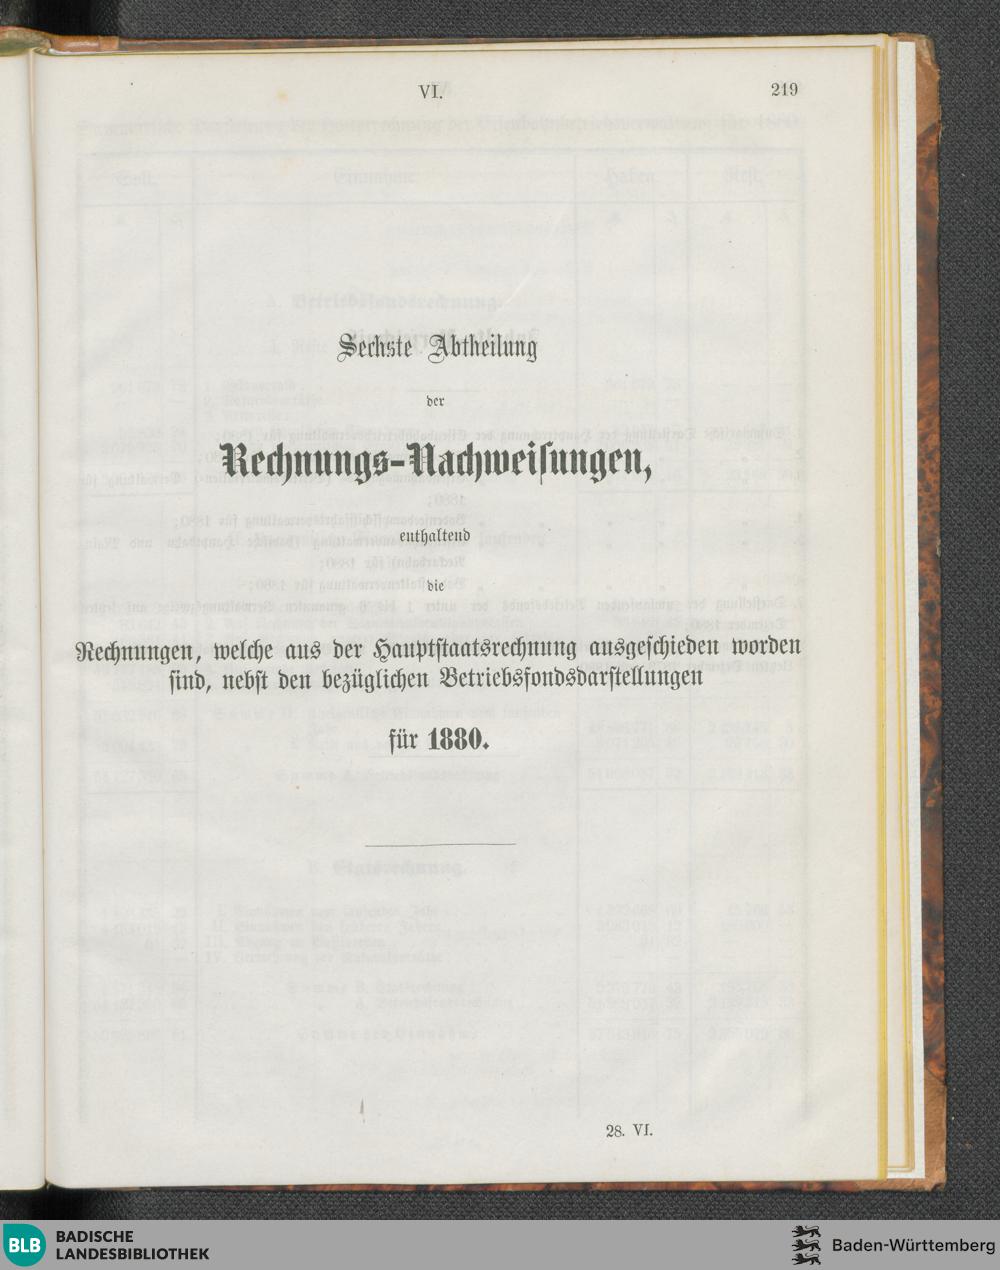 VI.
219
Sechste Abtheilung
der
Rechnungs-Nachweisungen,
enthaltend
die
Rechnungen, welche aus der Hauptstaatsrechnung ausgeschieden worden
sind, nebst den bezüglichen Betriebsfondsdarstellungen
für 1880.
28. VI.
BLB
BADISCHE
LANDESBIBLIOTHEK
Baden-Württemberg